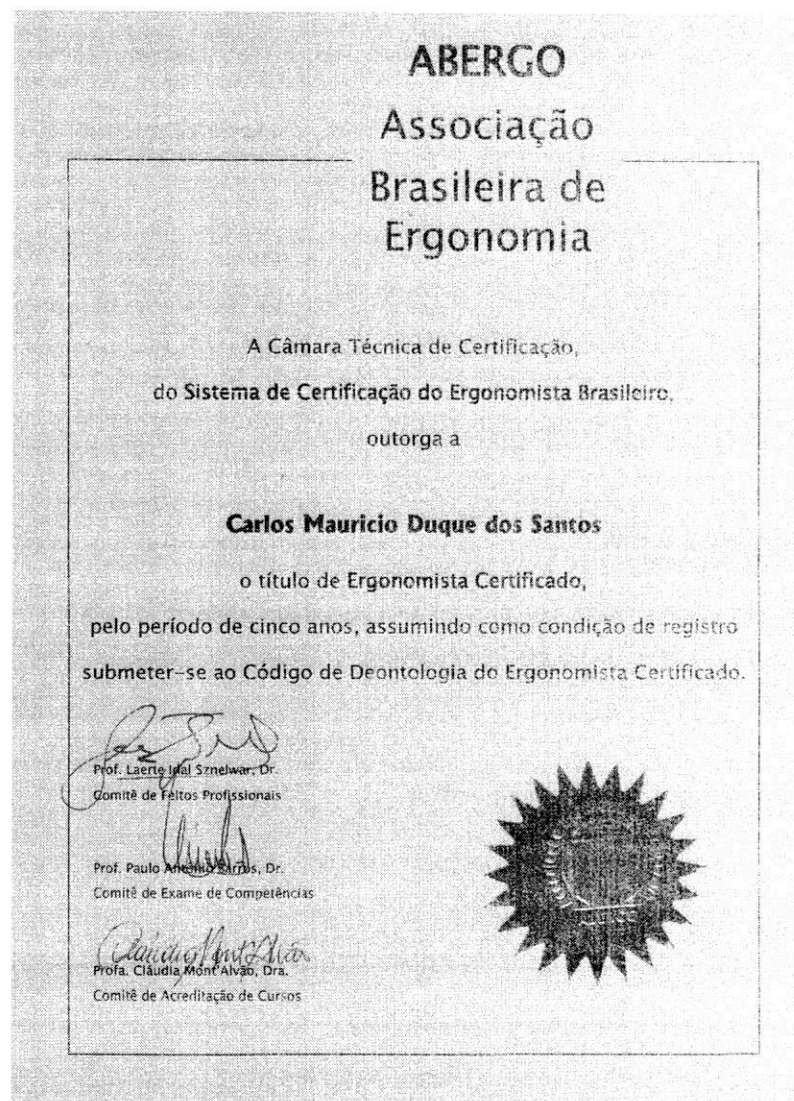 ABERGO
Associação
Brasileira de
Ergonomia
A Câmara Técnica de Certificação,
do Sistema de Certificação do Ergonomista Brasileiro,
outorga a
Carlos Mauricio Duque dos Santos
o título de Ergonomista Certificado,
pelo período de cinco anos, assumindo como condição de registro
submeter-se ao Código de Deontologia do Ergonomista Certificado.
Prof. Laerte Idal Sznelwar, Dr.
Comitê de Feitos Profissionais
Prof. Paulo Antonio Barros, Dr.
Comitê de Exame de Competências
Profa. Cláudia Mont'Alvão, Dra.
Comitê de Acreditação de Cursos